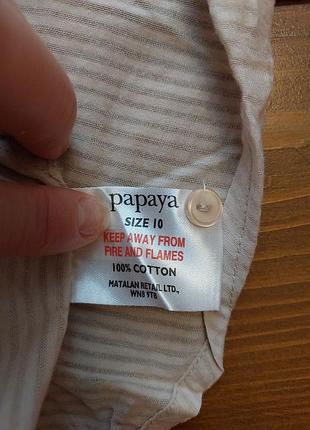 papaya
SIZE 10
KEEP AWAY FROM
FIRE AND FLAMES
100% COTTON
MATALAN RETAIL LTD.,
WN8 9TB